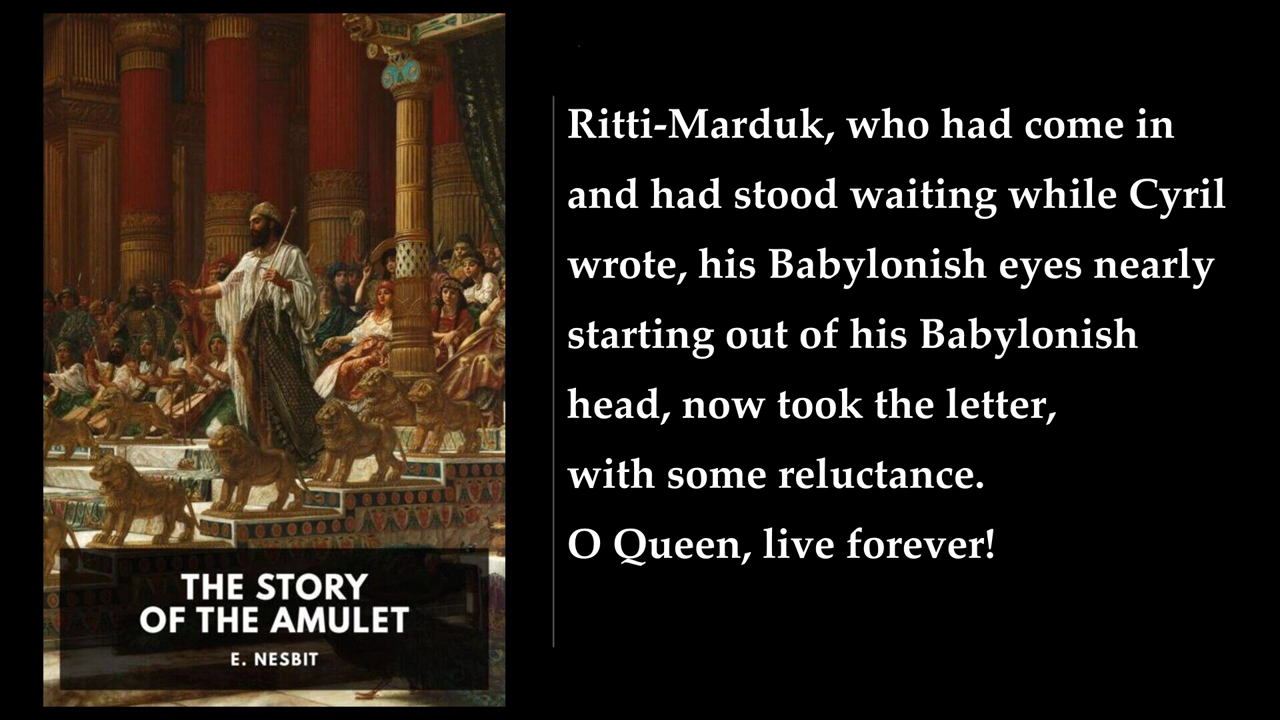 THE STORY
OF THE AMULET
E. NESBIT
Ritti-Marduk, who had come in
and had stood waiting while Cyril
wrote, his Babylonish eyes nearly
starting out of his Babylonish
head, now took the letter,
with some reluctance.
O Queen, live forever!